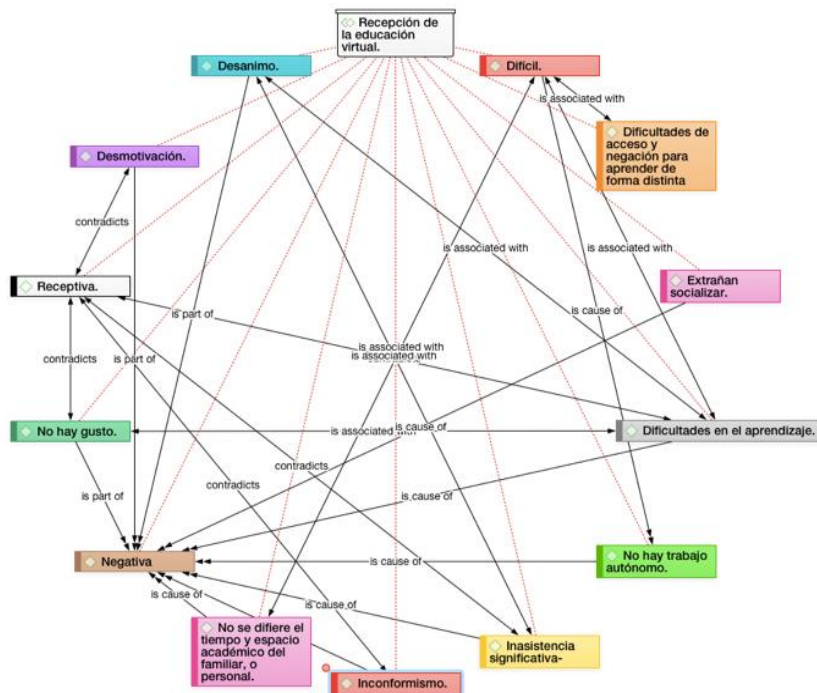 Recepción de
la educación
virtual.
Desanimo.
Difícil.
is associated with
Dificultades de
acceso y
negación para
aprender de
forma distinta
Desmotivación.
contradicts
is associated with
is associated with
Receptiva.
Extrañan
socializar.
is part of
is cause of
contradicts
is part of
is associated with
is associated with
No hay gusto.
is associated with
is cause of
Dificultades en el aprendizaje.
contradicts
is part of
contradicts
is cause of
Negativa
is cause of
No hay trabajo
autónomo.
is cause of
is cause of
No se difiere el
tiempo y espacio
académico del
familiar, o
personal.
Inasistencia
significativa-
Inconformismo.